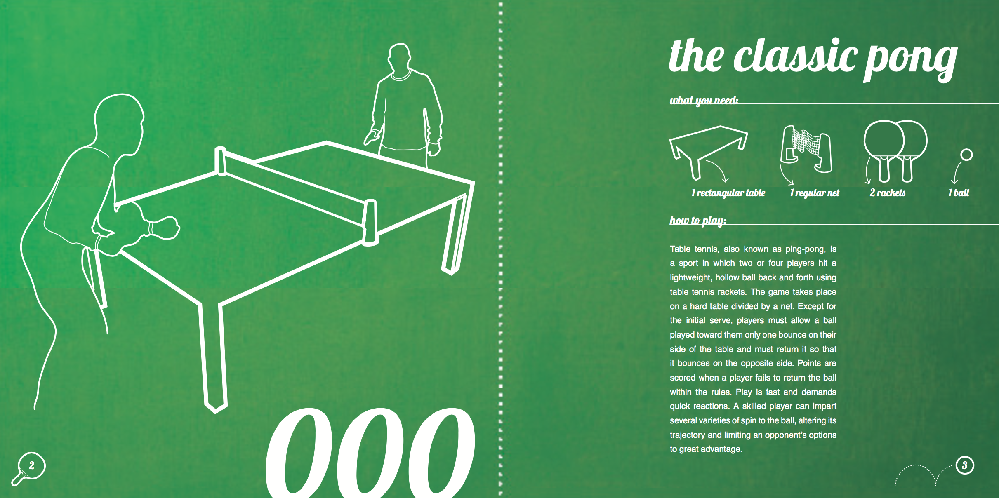 000
2
the classic pong
what you need:
1 rectangular table
1 regular net
2 rackets
1 ball
how to play:
Table tennis, also known as ping-pong, is
a sport in which two or four players hit a
lightweight, hollow ball back and forth using
table tennis rackets. The game takes place
on a hard table divided by a net. Except for
the initial serve, players must allow a ball
played toward them only one bounce on their
side of the table and must return it so that
it bounces on the opposite side. Points are
scored when a player fails to return the ball
within the rules. Play is fast and demands
quick reactions. A skilled player can impart
several varieties of spin to the ball, altering its
trajectory and limiting an opponent’s options
to great advantage.
3